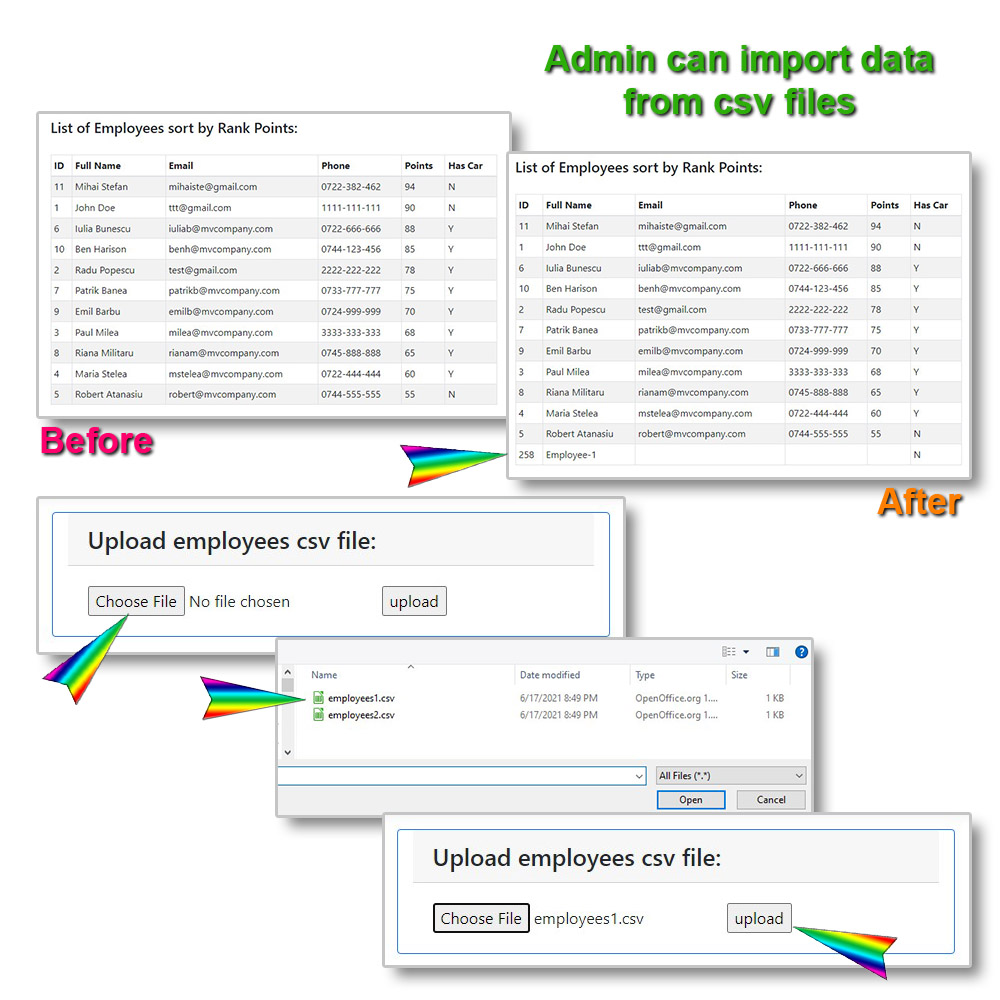 Admin can import data
from csv files
List of Employees sort by Rank Points:
ID Full Name Email Phone Points Has Car
11 Mihai Stefan mihaiste@gmail.com 0722-382-462 94 N
1 John Doe ttt@gmail.com 1111-111-111 90 N
6 Iulia Bunescu iuliab@mvcompany.com 0722-666-666 88 Y
10 Ben Harison benh@mvcompany.com 0744-123-456 85 Y
2 Radu Popescu test@gmail.com 2222-222-222 78 Y
7 Patrik Banea patrikb@mvcompany.com 0733-777-777 75 Y
9 Emil Barbu emilb@mvcompany.com 0724-999-999 70 Y
3 Paul Milea milea@mvcompany.com 3333-333-333 68 Y
8 Riana Militaru rianam@mvcompany.com 0745-888-888 65 Y
4 Maria Stelea mstelea@mvcompany.com 0722-444-444 60 Y
5 Robert Atanasiu robert@mvcompany.com 0744-555-555 55 N
Before
List of Employees sort by Rank Points:
ID Full Name Email Phone Points Has Car
11 Mihai Stefan mihaiste@gmail.com 0722-382-462 94 N
1 John Doe ttt@gmail.com 1111-111-111 90 N
6 Iulia Bunescu iuliab@mvcompany.com 0722-666-666 88 Y
10 Ben Harison benh@mvcompany.com 0744-123-456 85 Y
2 Radu Popescu test@gmail.com 2222-222-222 78 Y
7 Patrik Banea patrikb@mvcompany.com 0733-777-777 75 Y
9 Emil Barbu emilb@mvcompany.com 0724-999-999 70 Y
3 Paul Milea milea@mvcompany.com 3333-333-333 68 Y
8 Riana Militaru rianam@mvcompany.com 0745-888-888 65 Y
4 Maria Stelea mstelea@mvcompany.com 0722-444-444 60 Y
5 Robert Atanasiu robert@mvcompany.com 0744-555-555 55 N
258 Employee-1 N
After
Upload employees csv file:
Choose File No file chosen upload
Name Date modified Type Size
employees1.csv 6/17/2021 8:49 PM OpenOffice.org 1.... 1 KB
employees2.csv 6/17/2021 8:49 PM OpenOffice.org 1.... 1 KB
All Files (*.*)
Open Cancel
Upload employees csv file:
Choose File employees1.csv upload